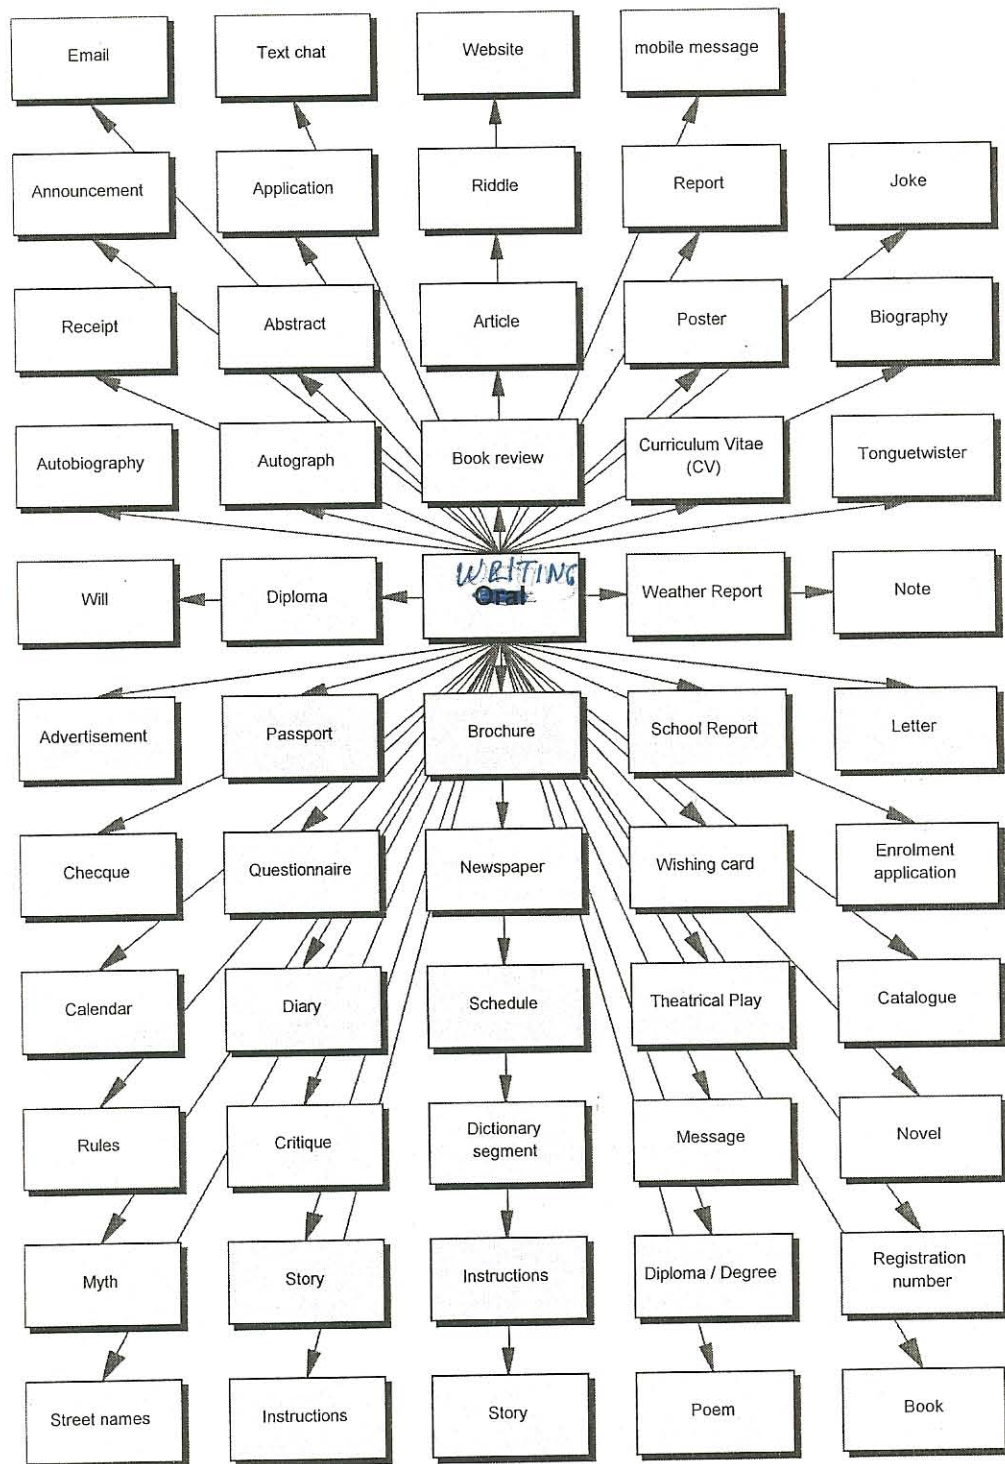 Email
Text chat
Website
mobile message
Announcement
Application
Riddle
Report
Joke
Receipt
Abstract
Article
Poster
Biography
Autobiography
Autograph
Book review
Curriculum Vitae
(CV)
Tonguetwister
Will
Diploma
WRITING
Oral
Weather Report
Note
Advertisement
Passport
Brochure
School Report
Letter
Checque
Questionnaire
Newspaper
Wishing card
Enrolment
application
Calendar
Diary
Schedule
Theatrical Play
Catalogue
Rules
Critique
Dictionary
segment
Message
Novel
Myth
Story
Instructions
Diploma / Degree
Registration
number
Street names
Instructions
Story
Poem
Book